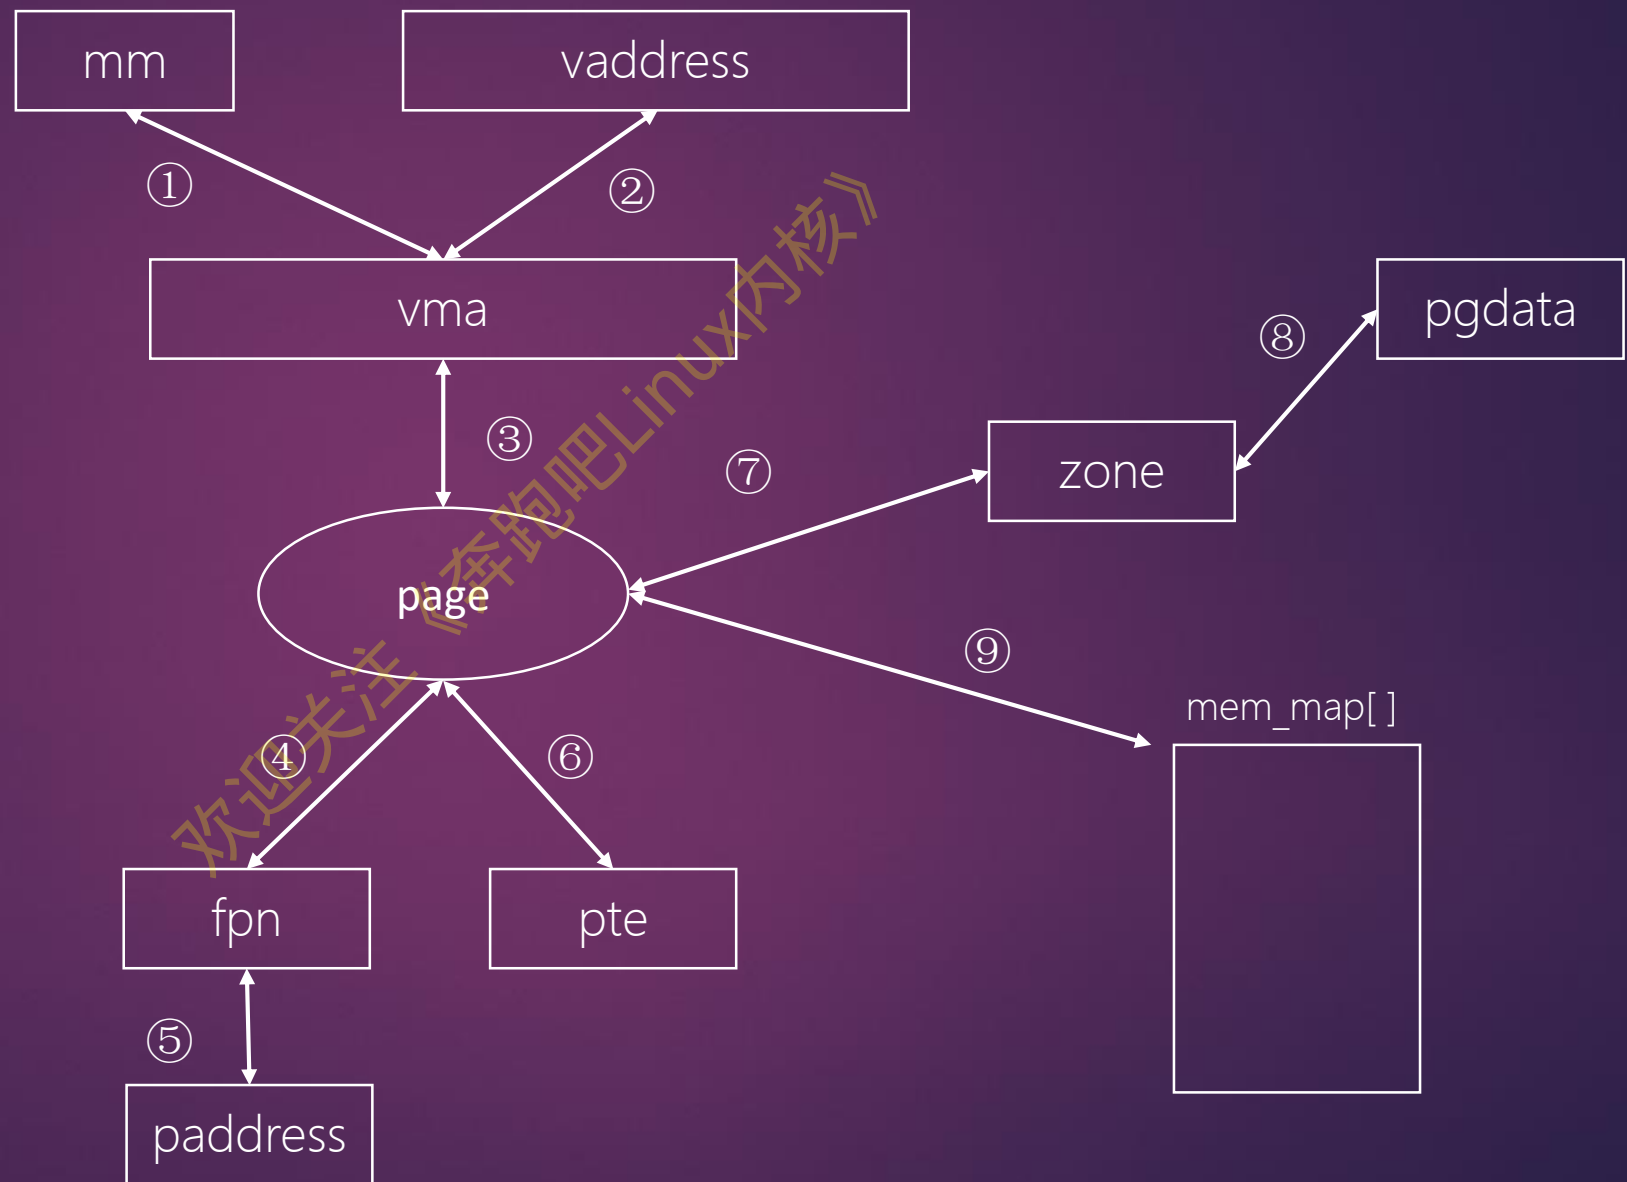 mm
vaddress
①
②
vma
pgdata
⑧
③
⑦
zone
page
⑨
mem_map[ ]
④
⑥
fpn
pte
⑤
paddress
欢迎关注《奔跑吧Linux内核》